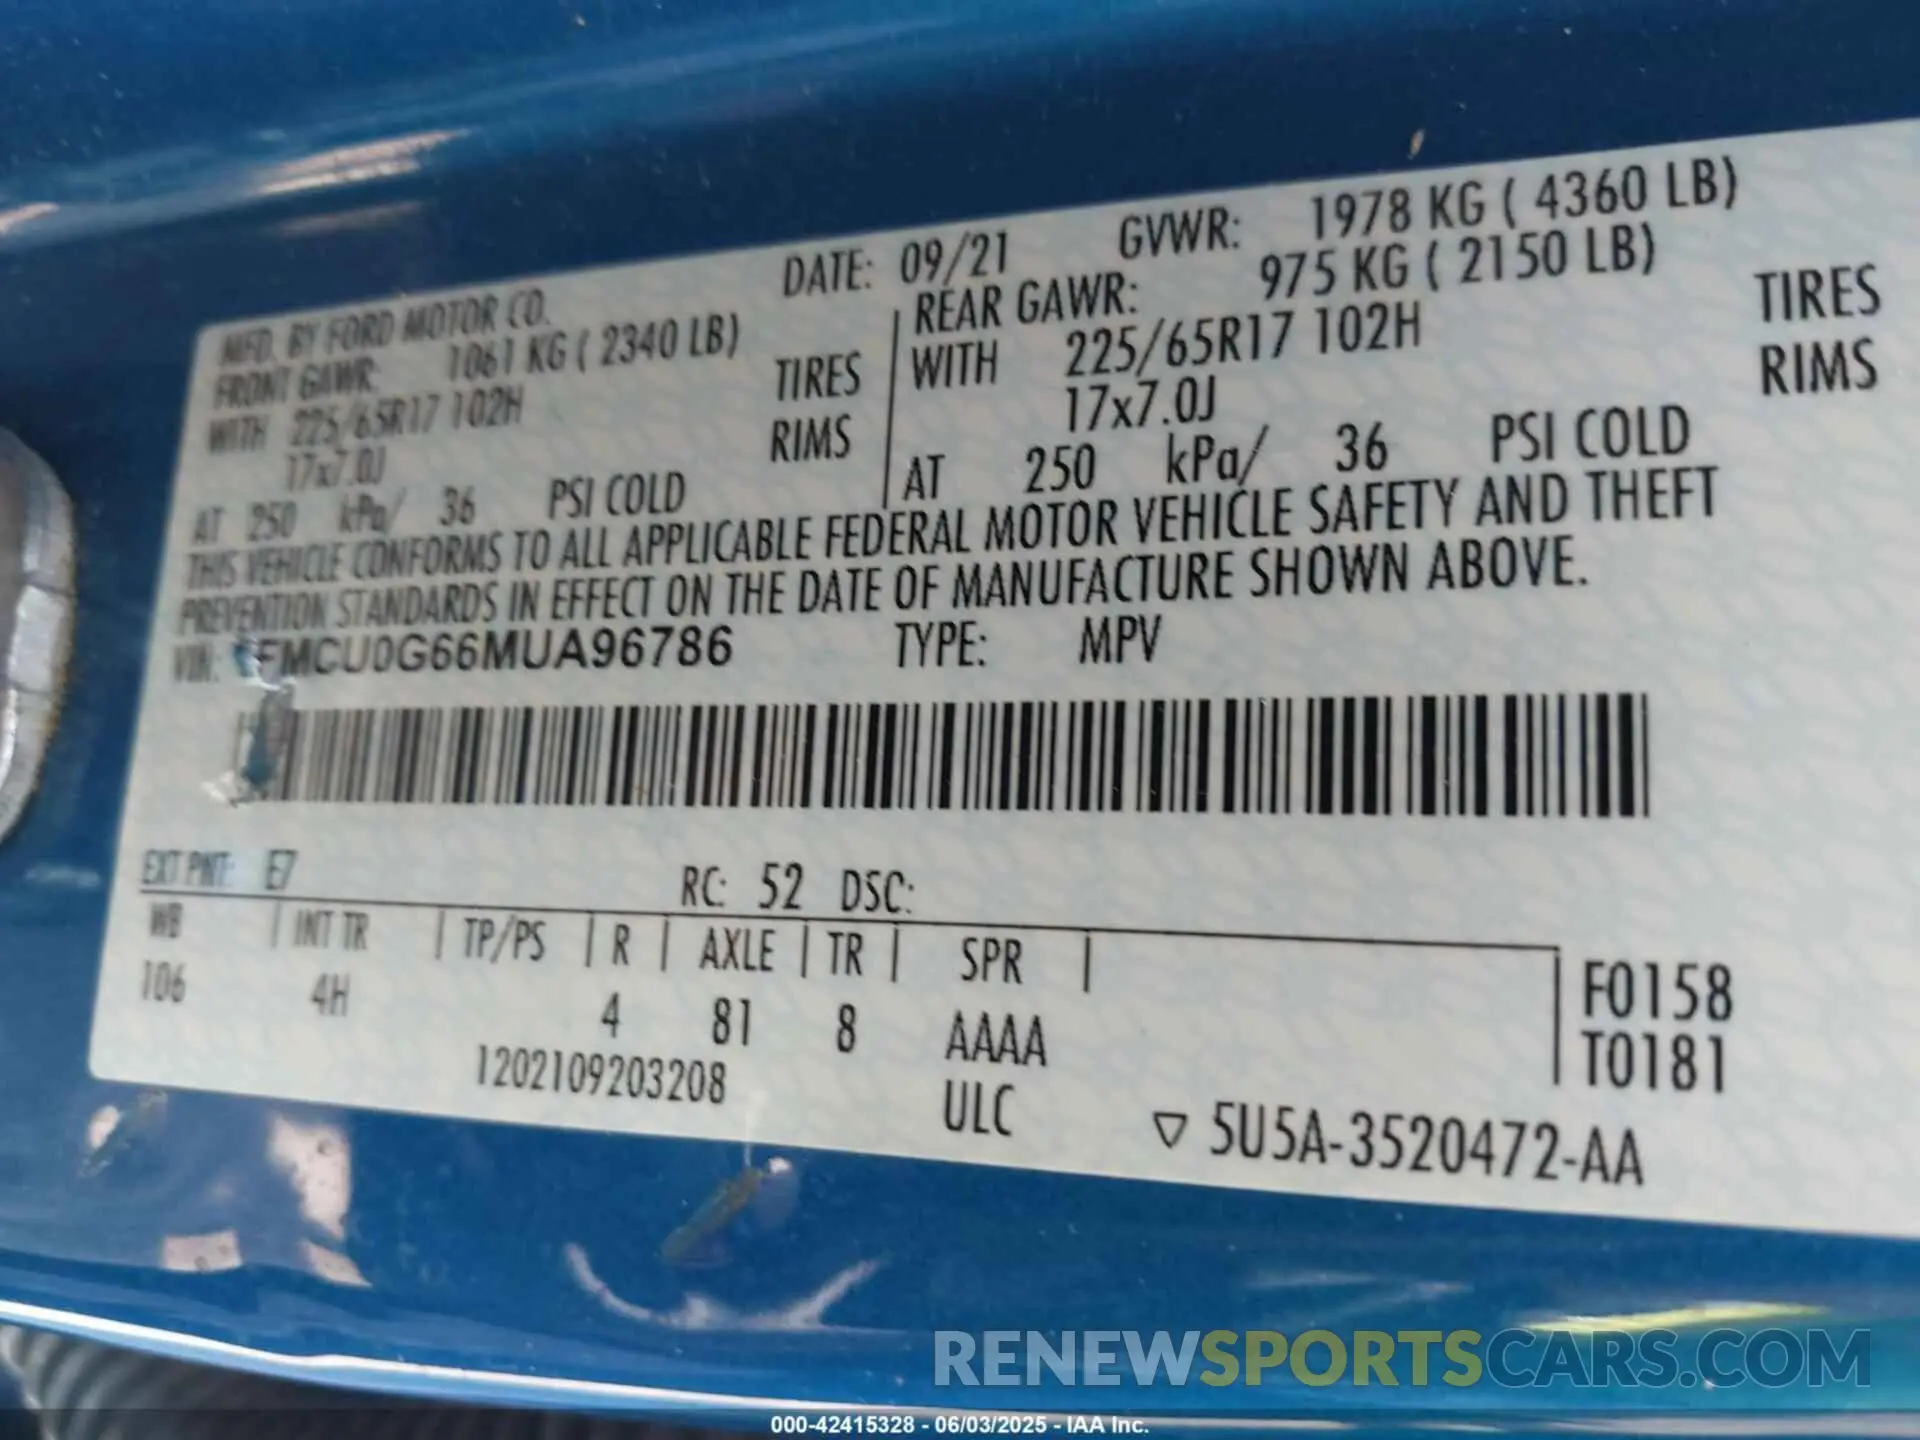 MFD. BY FORD MOTOR CO.
DATE: 09/21
GVWR: 1978 KG ( 4360 LB)
FRONT GAWR: 1061 KG ( 2340 LB)
WITH 225/65R17 102H TIRES
17x7.0J RIMS
AT 250 kPa/ 36 PSI COLD
REAR GAWR: 975 KG ( 2150 LB)
WITH 225/65R17 102H TIRES
17x7.0J RIMS
AT 250 kPa/ 36 PSI COLD
THIS VEHICLE CONFORMS TO ALL APPLICABLE FEDERAL MOTOR VEHICLE SAFETY AND THEFT
PREVENTION STANDARDS IN EFFECT ON THE DATE OF MANUFACTURE SHOWN ABOVE.
VIN: FMCU0G66MUA96786 TYPE: MPV
EXT PNT: E7 RC: 52 DSC:
WB | INT TR | TP/PS | R | AXLE | TR | SPR |
106 4H 4 81 8 AAAA
F0158
T0181
1202109203208 ULC
▽ 5U5A-3520472-AA
RENEWSPORTSCARS.COM
000-42415328 - 06/03/2025 - IAA Inc.